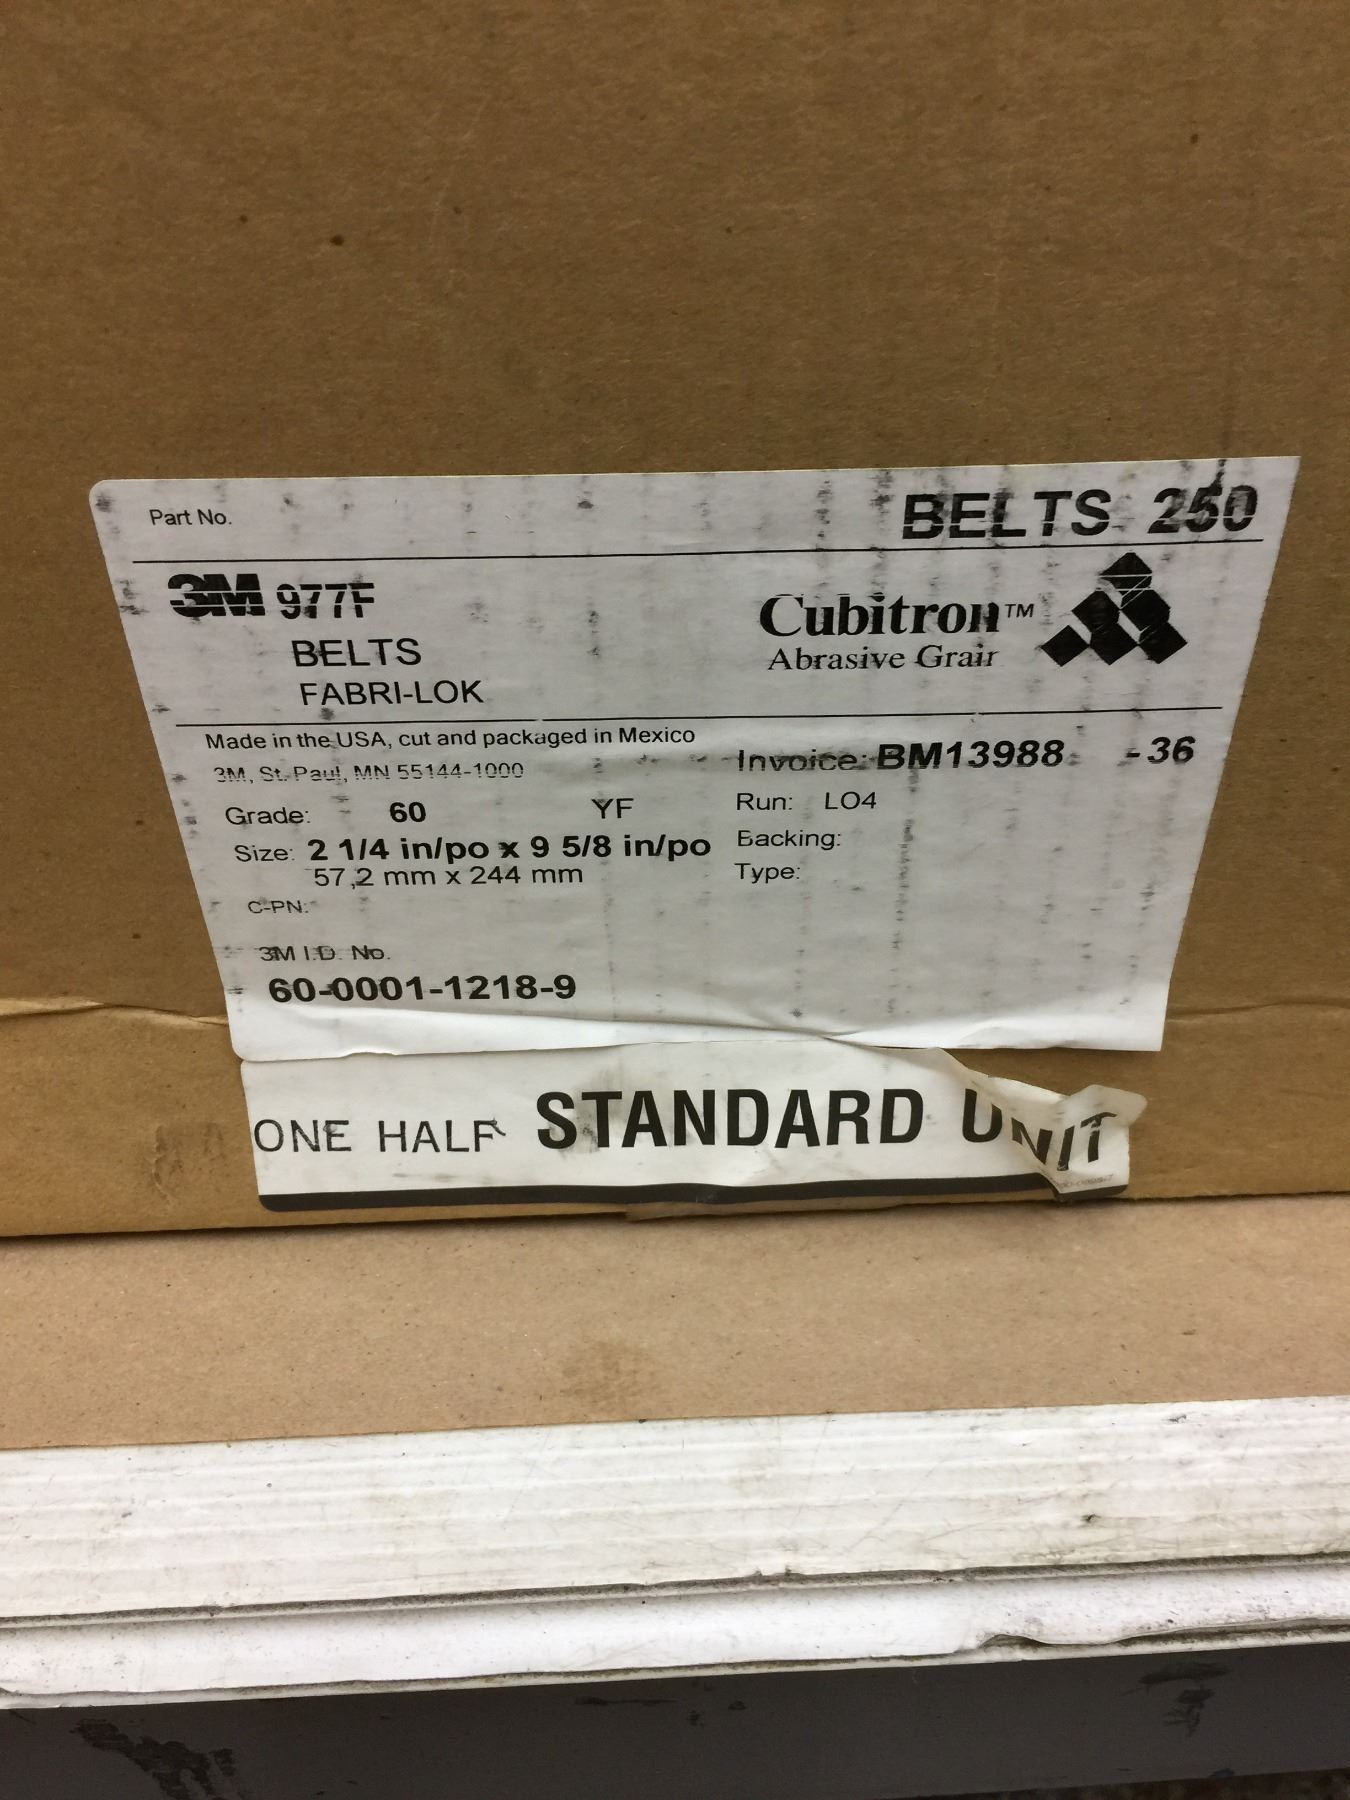 Part No. BELTS 250
3M 977F
BELTS
FABRI-LOK
Cubitron™
Abrasive Grain
Made in the USA, cut and packaged in Mexico
3M, St. Paul, MN 55144-1000
Invoice: BM13988 -36
Grade: 60 YF
Run: LO4
Size: 2 1/4 in/po x 9 5/8 in/po
57,2 mm x 244 mm
Backing:
Type:
C-PN:
3M I.D. No.
60-0001-1218-9
ONE HALF STANDARD UNIT